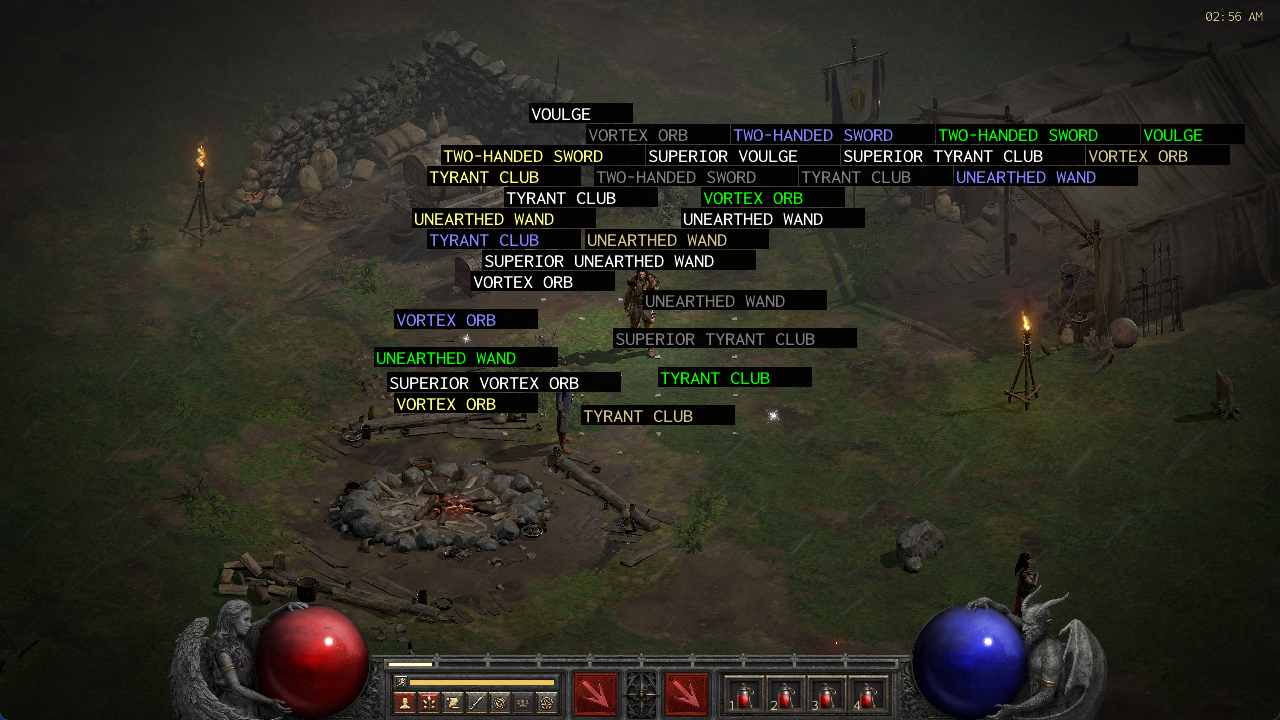 02:56 AM
VOULGE
VORTEX ORB TWO-HANDED SWORD TWO-HANDED SWORD VOULGE
TWO-HANDED SWORD SUPERIOR VOULGE SUPERIOR TYRANT CLUB VORTEX ORB
TYRANT CLUB TWO-HANDED SWORD TYRANT CLUB UNEARTHED WAND
TYRANT CLUB VORTEX ORB
UNEARTHED WAND UNEARTHED WAND
TYRANT CLUB UNEARTHED WAND
SUPERIOR UNEARTHED WAND
VORTEX ORB
UNEARTHED WAND
VORTEX ORB
SUPERIOR TYRANT CLUB
UNEARTHED WAND
TYRANT CLUB
SUPERIOR VORTEX ORB
VORTEX ORB
TYRANT CLUB
1 2 3 4